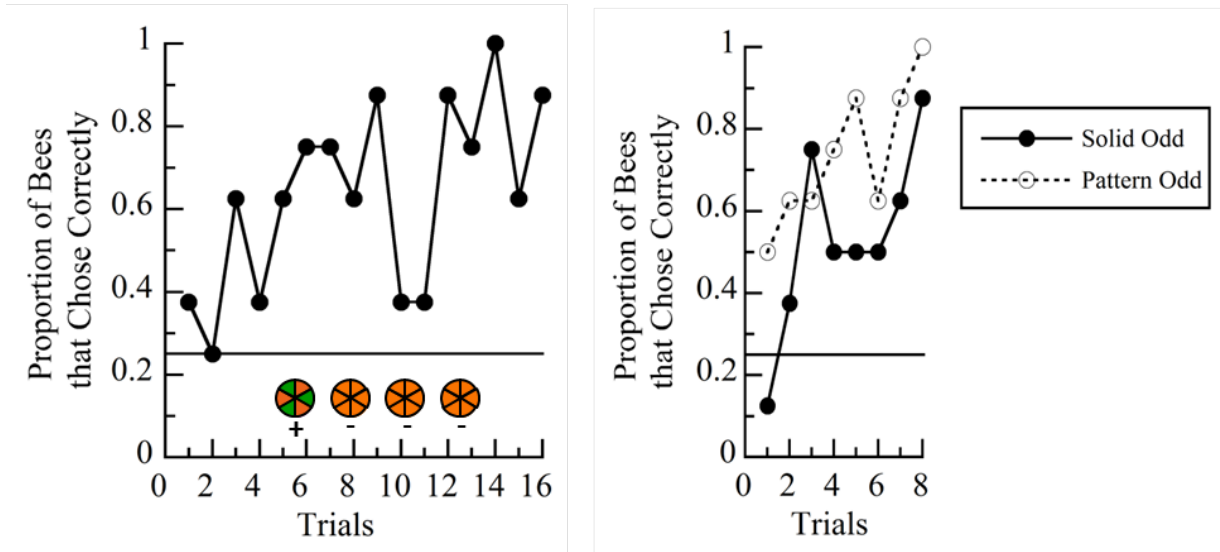 Proportion of Bees
that Chose Correctly
1
0.8
0.6
0.4
0.2
0
+ - - -
0 2 4 6 8 10 12 14 16
Trials
Proportion of Bees
that Chose Correctly
1
0.8
0.6
0.4
0.2
0
0 2 4 6 8
Trials
Solid Odd
Pattern Odd